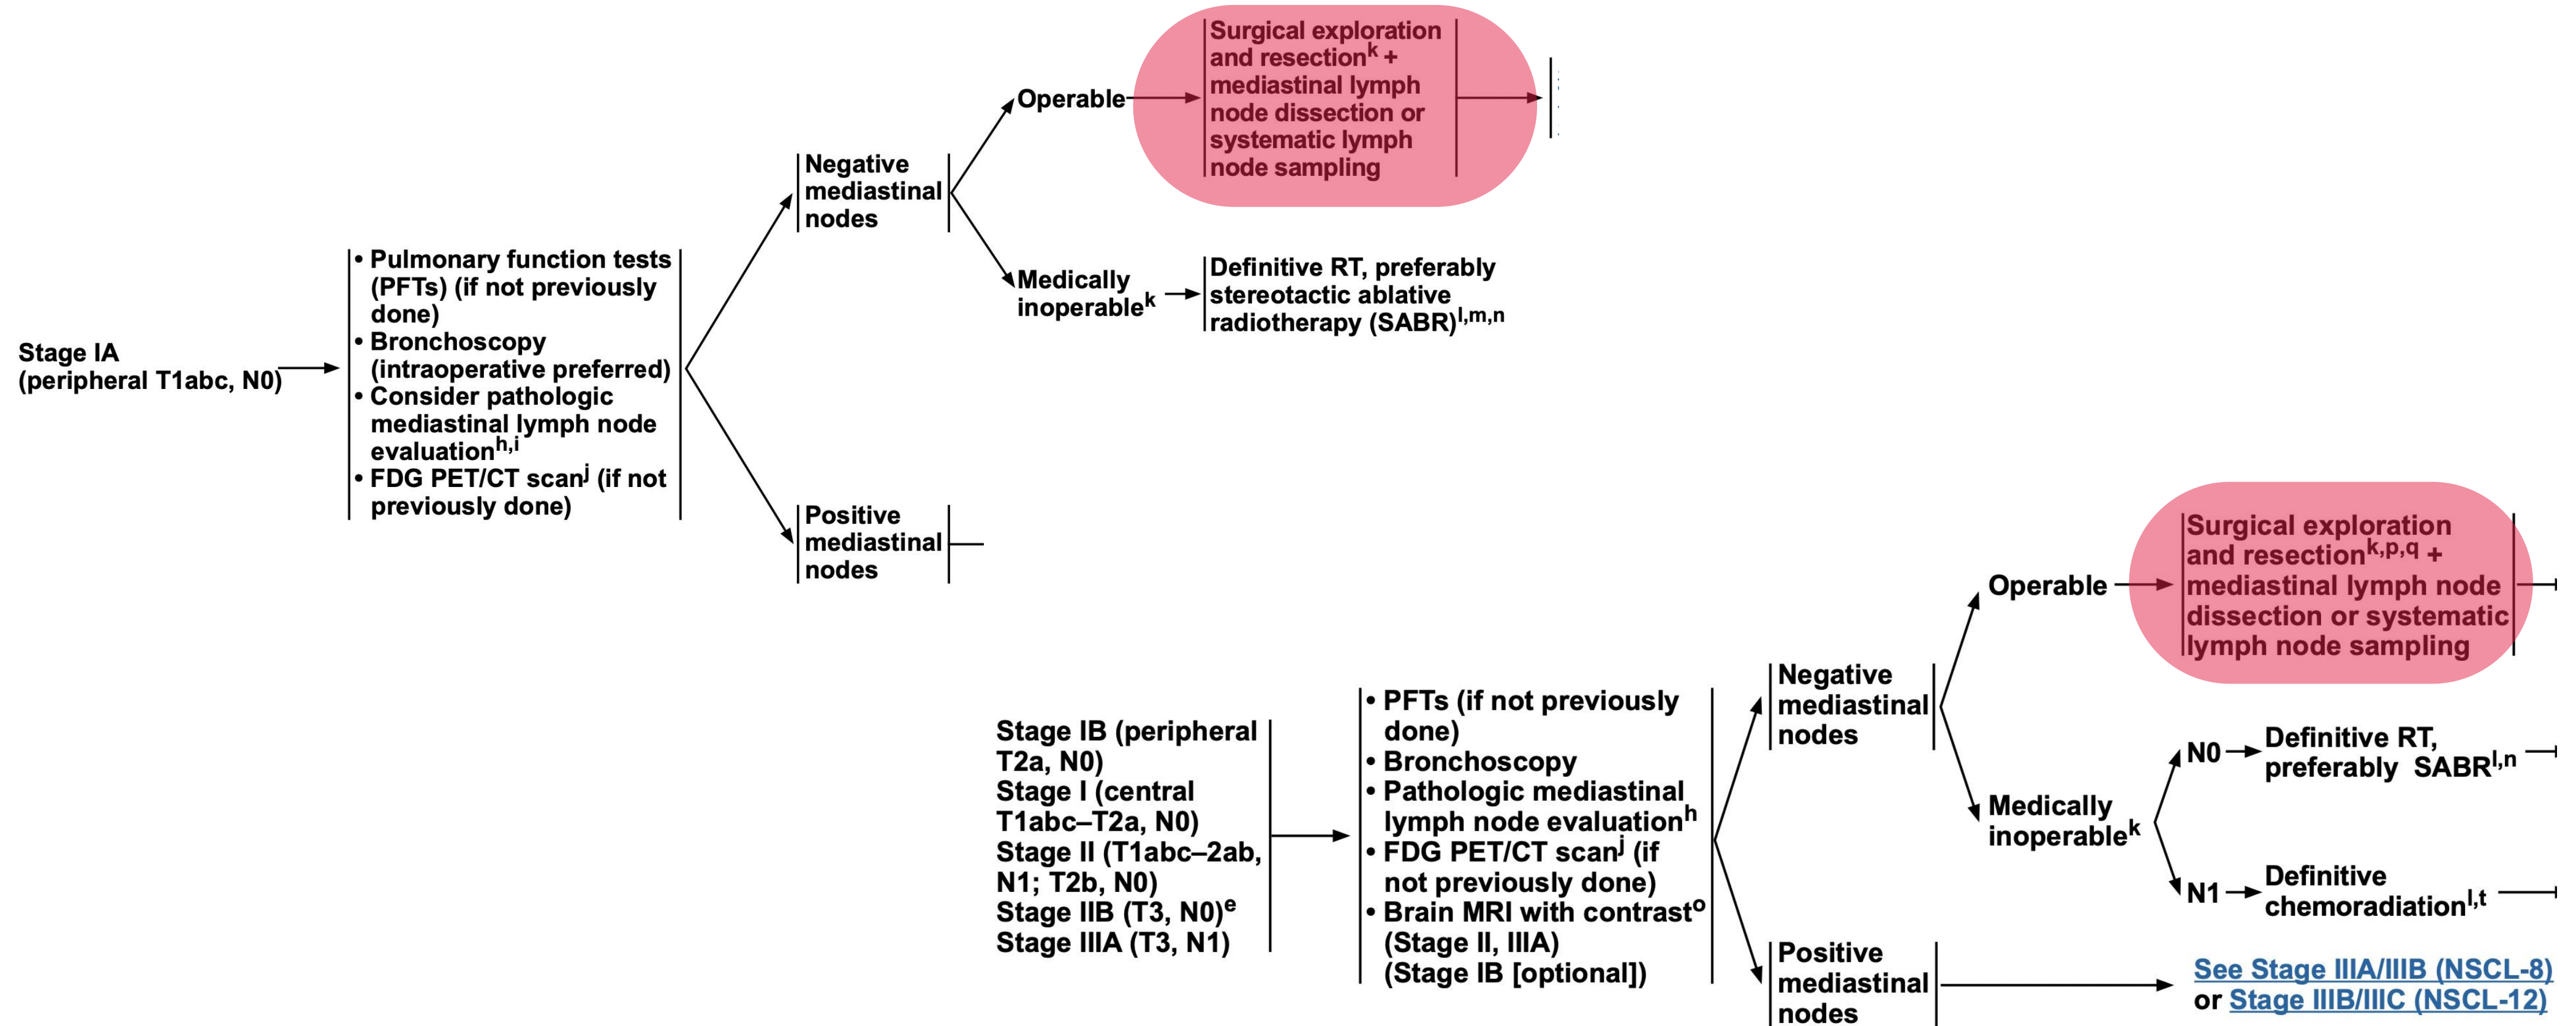 Stage IA
(peripheral T1abc, N0)
• Pulmonary function tests
(PFTs) (if not previously
done)
• Bronchoscopy
(intraoperative preferred)
• Consider pathologic
mediastinal lymph node
evaluationh,i
• FDG PET/CT scanj (if not
previously done)
Negative
mediastinal
nodes
Operable
Surgical exploration
and resectionk +
mediastinal lymph
node dissection or
systematic lymph
node sampling
Medically
inoperablek
Definitive RT, preferably
stereotactic ablative
radiotherapy (SABR)l,m,n
Positive
mediastinal
nodes
Stage IB (peripheral
T2a, N0)
Stage I (central
T1abc–T2a, N0)
Stage II (T1abc–2ab,
N1; T2b, N0)
Stage IIB (T3, N0)e
Stage IIIA (T3, N1)
• PFTs (if not previously
done)
• Bronchoscopy
• Pathologic mediastinal
lymph node evaluationh
• FDG PET/CT scanj (if
not previously done)
• Brain MRI with contrasto
(Stage II, IIIA)
(Stage IB [optional])
Negative
mediastinal
nodes
Operable
Surgical exploration
and resectionk,p,q +
mediastinal lymph node
dissection or systematic
lymph node sampling
Medically
inoperablek
N0
Definitive RT,
preferably SABRl,n
N1
Definitive
chemoradiationl,t
Positive
mediastinal
nodes
See Stage IIIA/IIIB (NSCL-8)
or Stage IIIB/IIIC (NSCL-12)